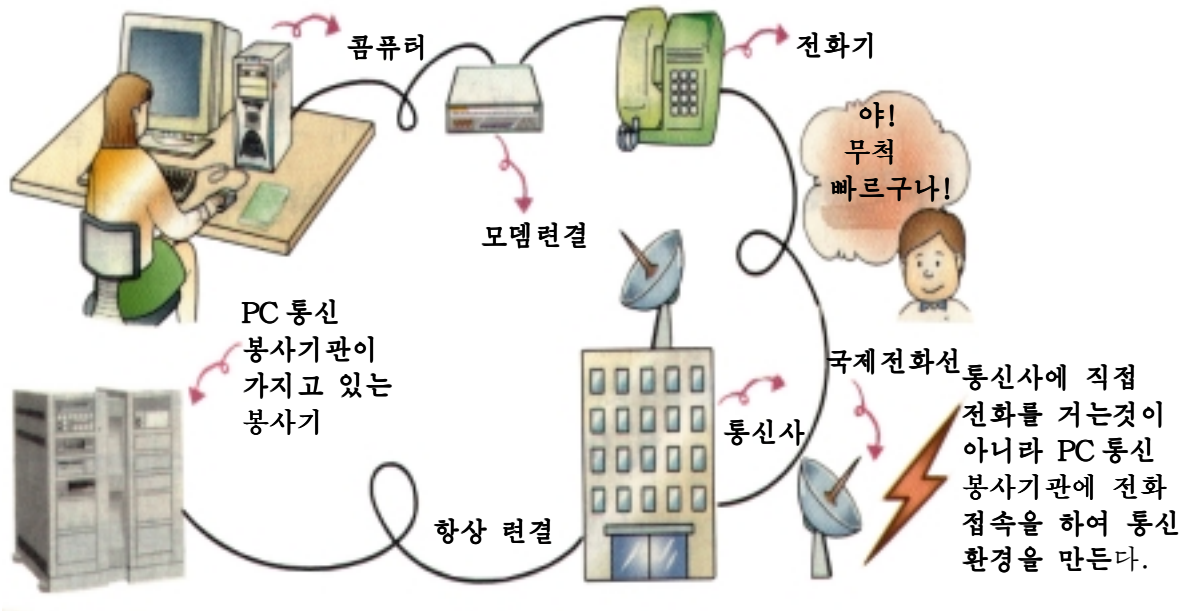 콤퓨터
전화기
야!
무척
빠르구나!
모뎀련결
PC 통신
봉사기관이
가지고 있는
봉사기
국제전화선
통신사
통신사에 직접
전화를 거는것이
아니라 PC 통신
봉사기관에 전화
접속을 하여 통신
환경을 만든다.
항상 련결